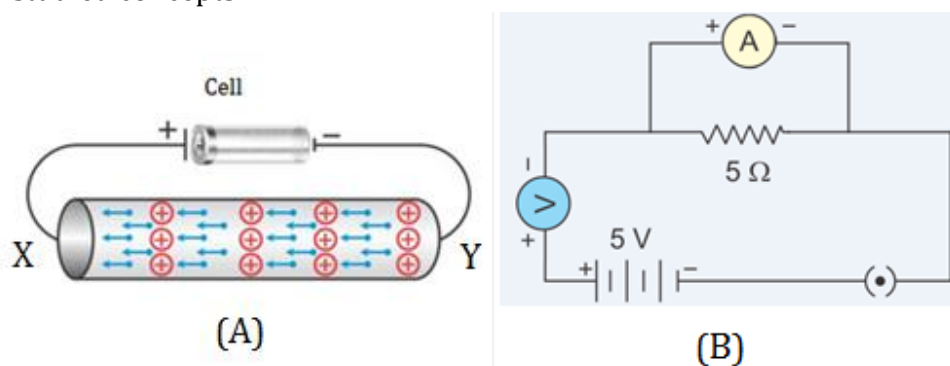 Cell
+ −
X Y
(A)
+ A −
5 Ω
−
V
+
5 V
+ −
(B)